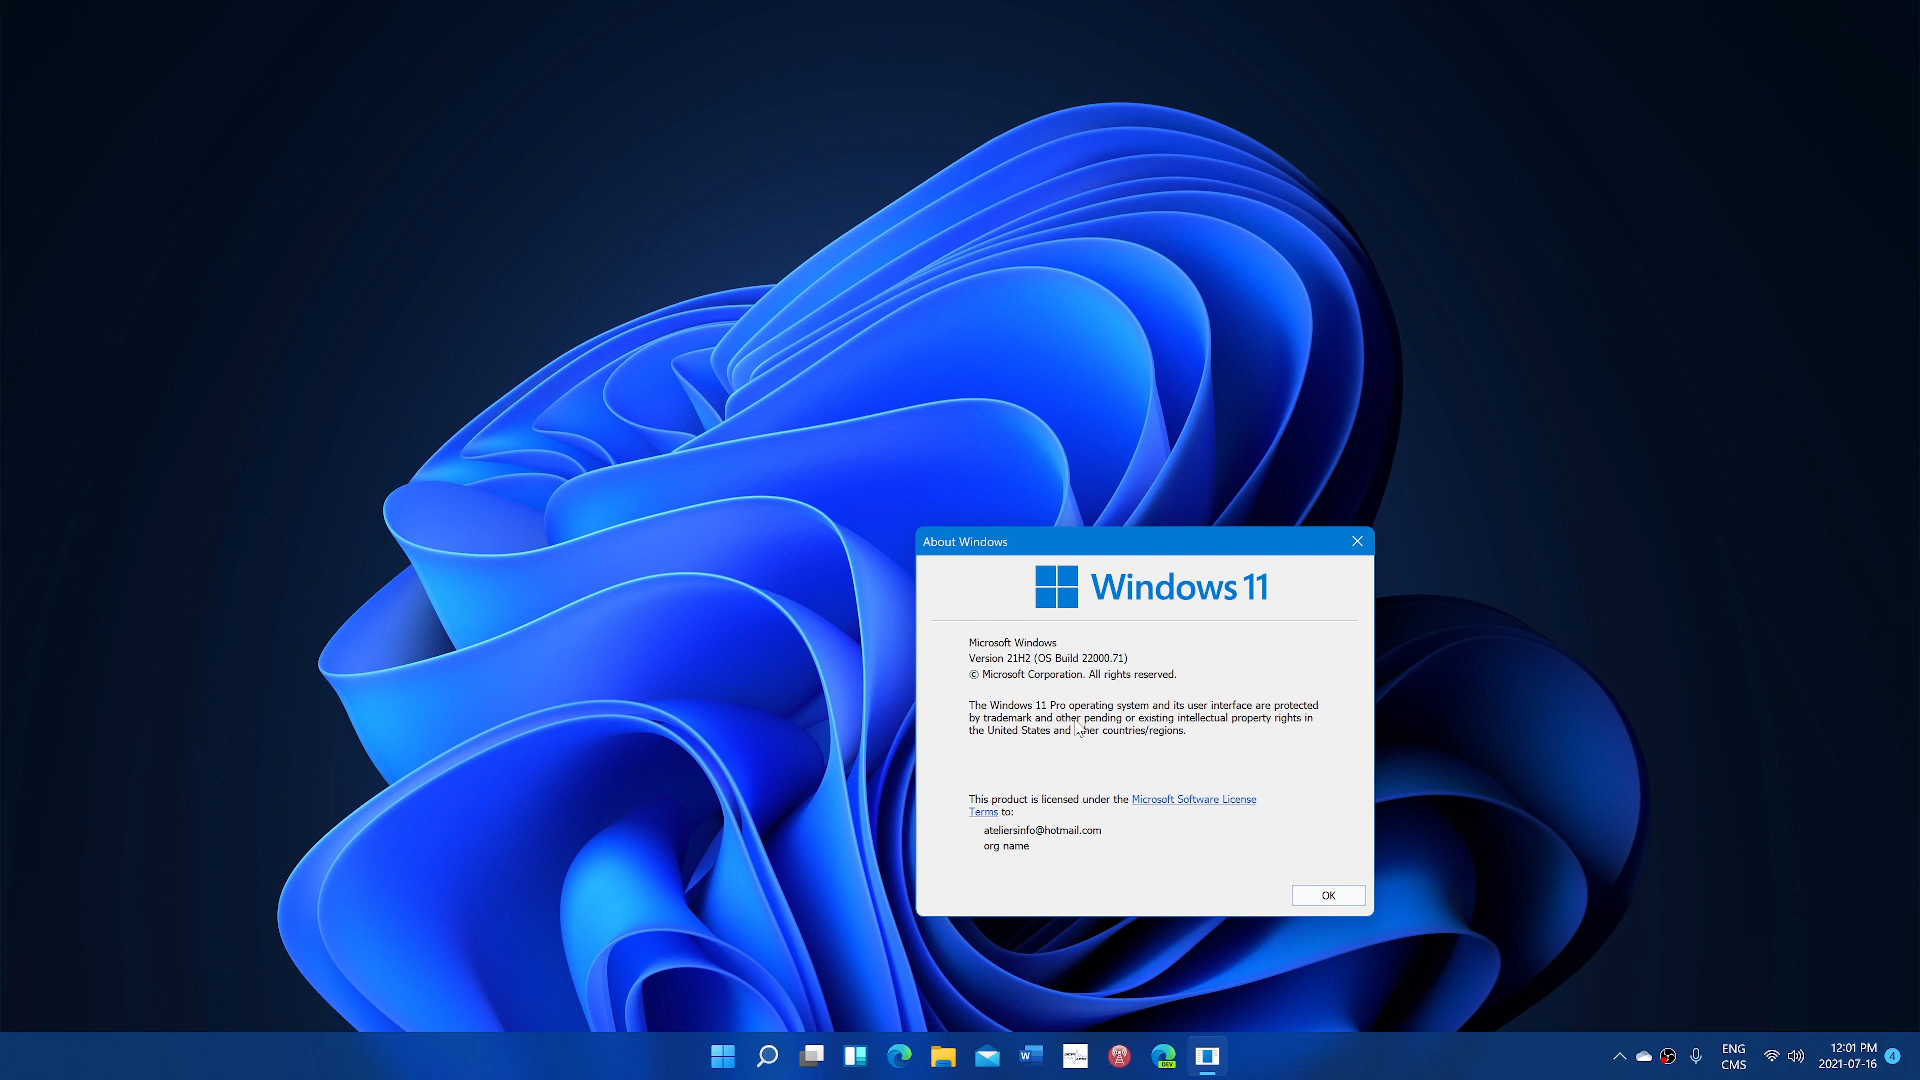 About Windows
Windows 11
Microsoft Windows
Version 21H2 (OS Build 22000.71)
© Microsoft Corporation. All rights reserved.
The Windows 11 Pro operating system and its user interface are protected
by trademark and other pending or existing intellectual property rights in
the United States and other countries/regions.
This product is licensed under the Microsoft Software License
Terms to:
ateliersinfo@hotmail.com
org name
OK
W
DEV
ENG
CMS
12:01 PM
2021-07-16
4